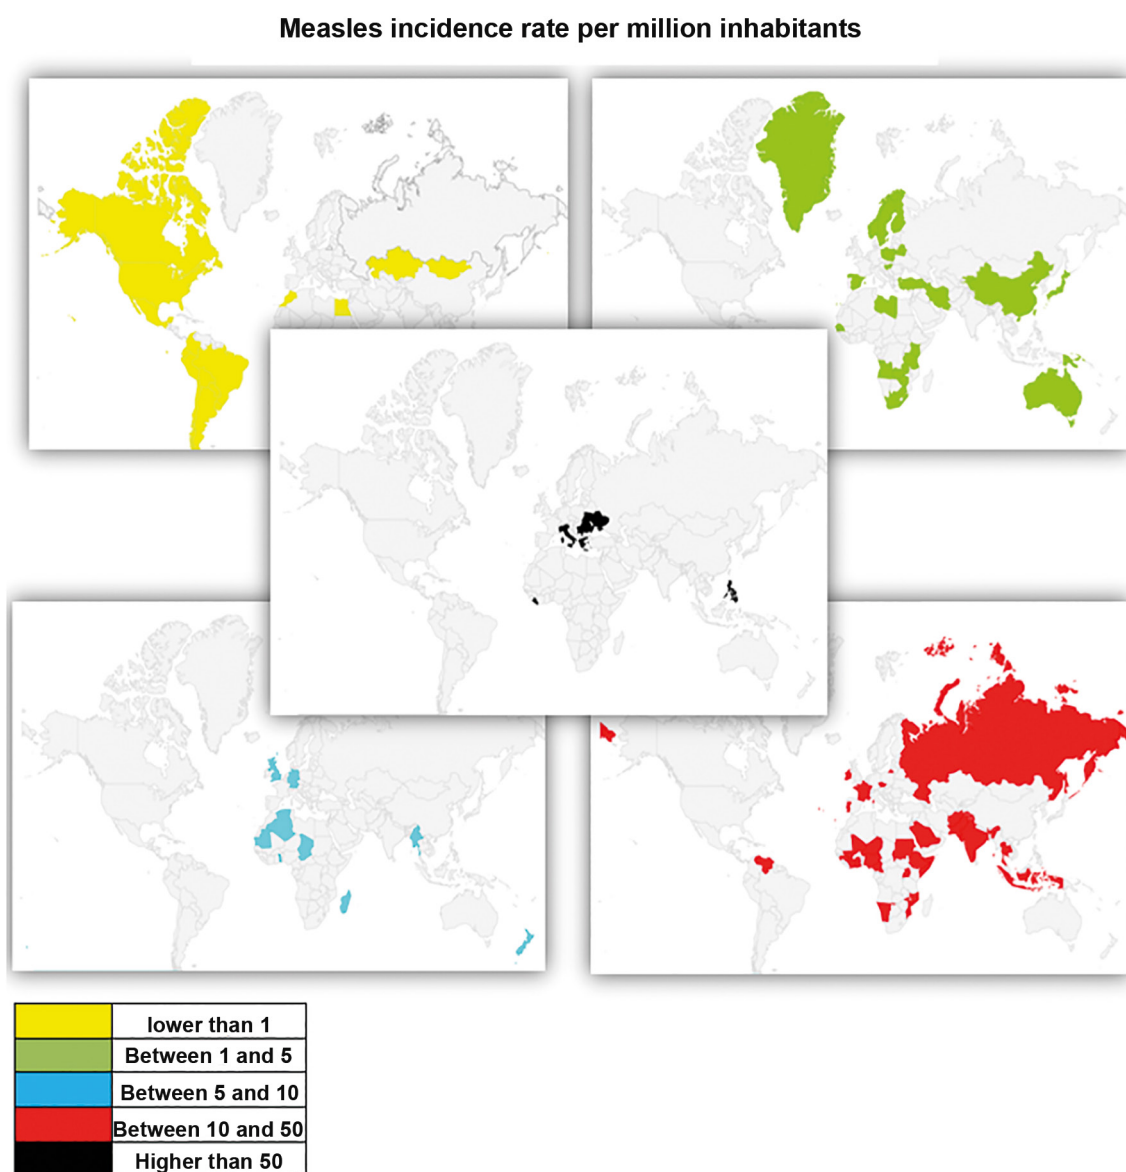 Measles incidence rate per million inhabitants
lower than 1
Between 1 and 5
Between 5 and 10
Between 10 and 50
Higher than 50